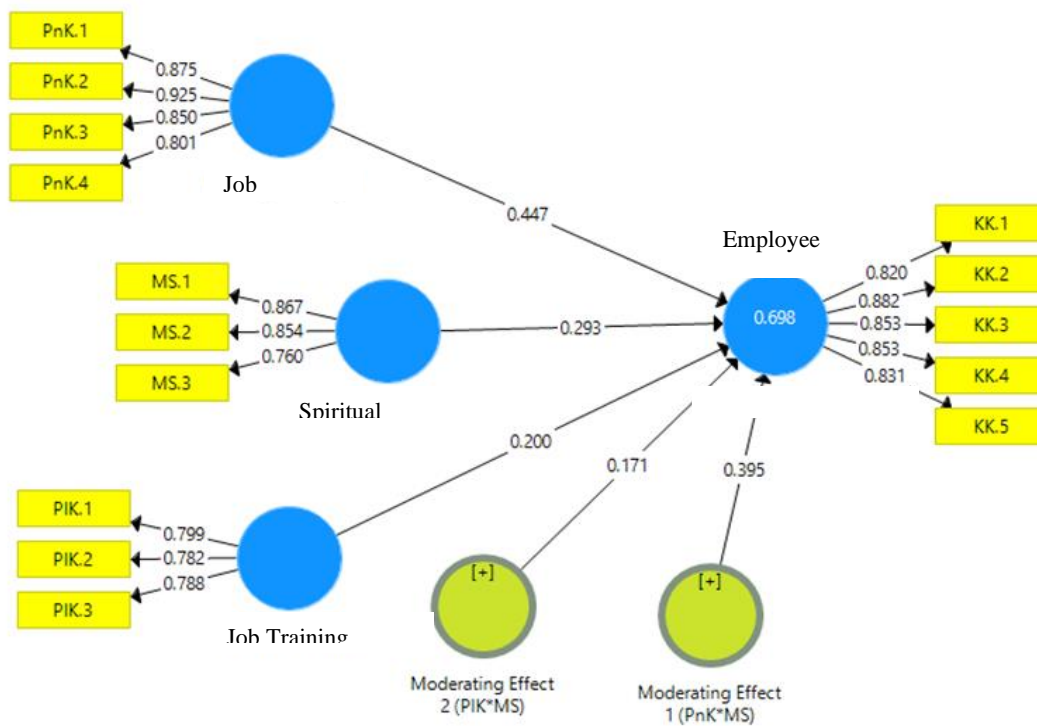 PnK.1
PnK.2
PnK.3
PnK.4
0.875
0.925
0.850
0.801
Job
0.447
MS.1
MS.2
MS.3
0.867
0.854
0.760
Spiritual
0.293
PlK.1
PlK.2
PlK.3
0.799
0.782
0.788
Job Training
0.200
Employee
0.698
KK.1
KK.2
KK.3
KK.4
KK.5
0.820
0.882
0.853
0.853
0.831
0.171
0.395
[+]
Moderating Effect
2 (PlK*MS)
[+]
Moderating Effect
1 (PnK*MS)